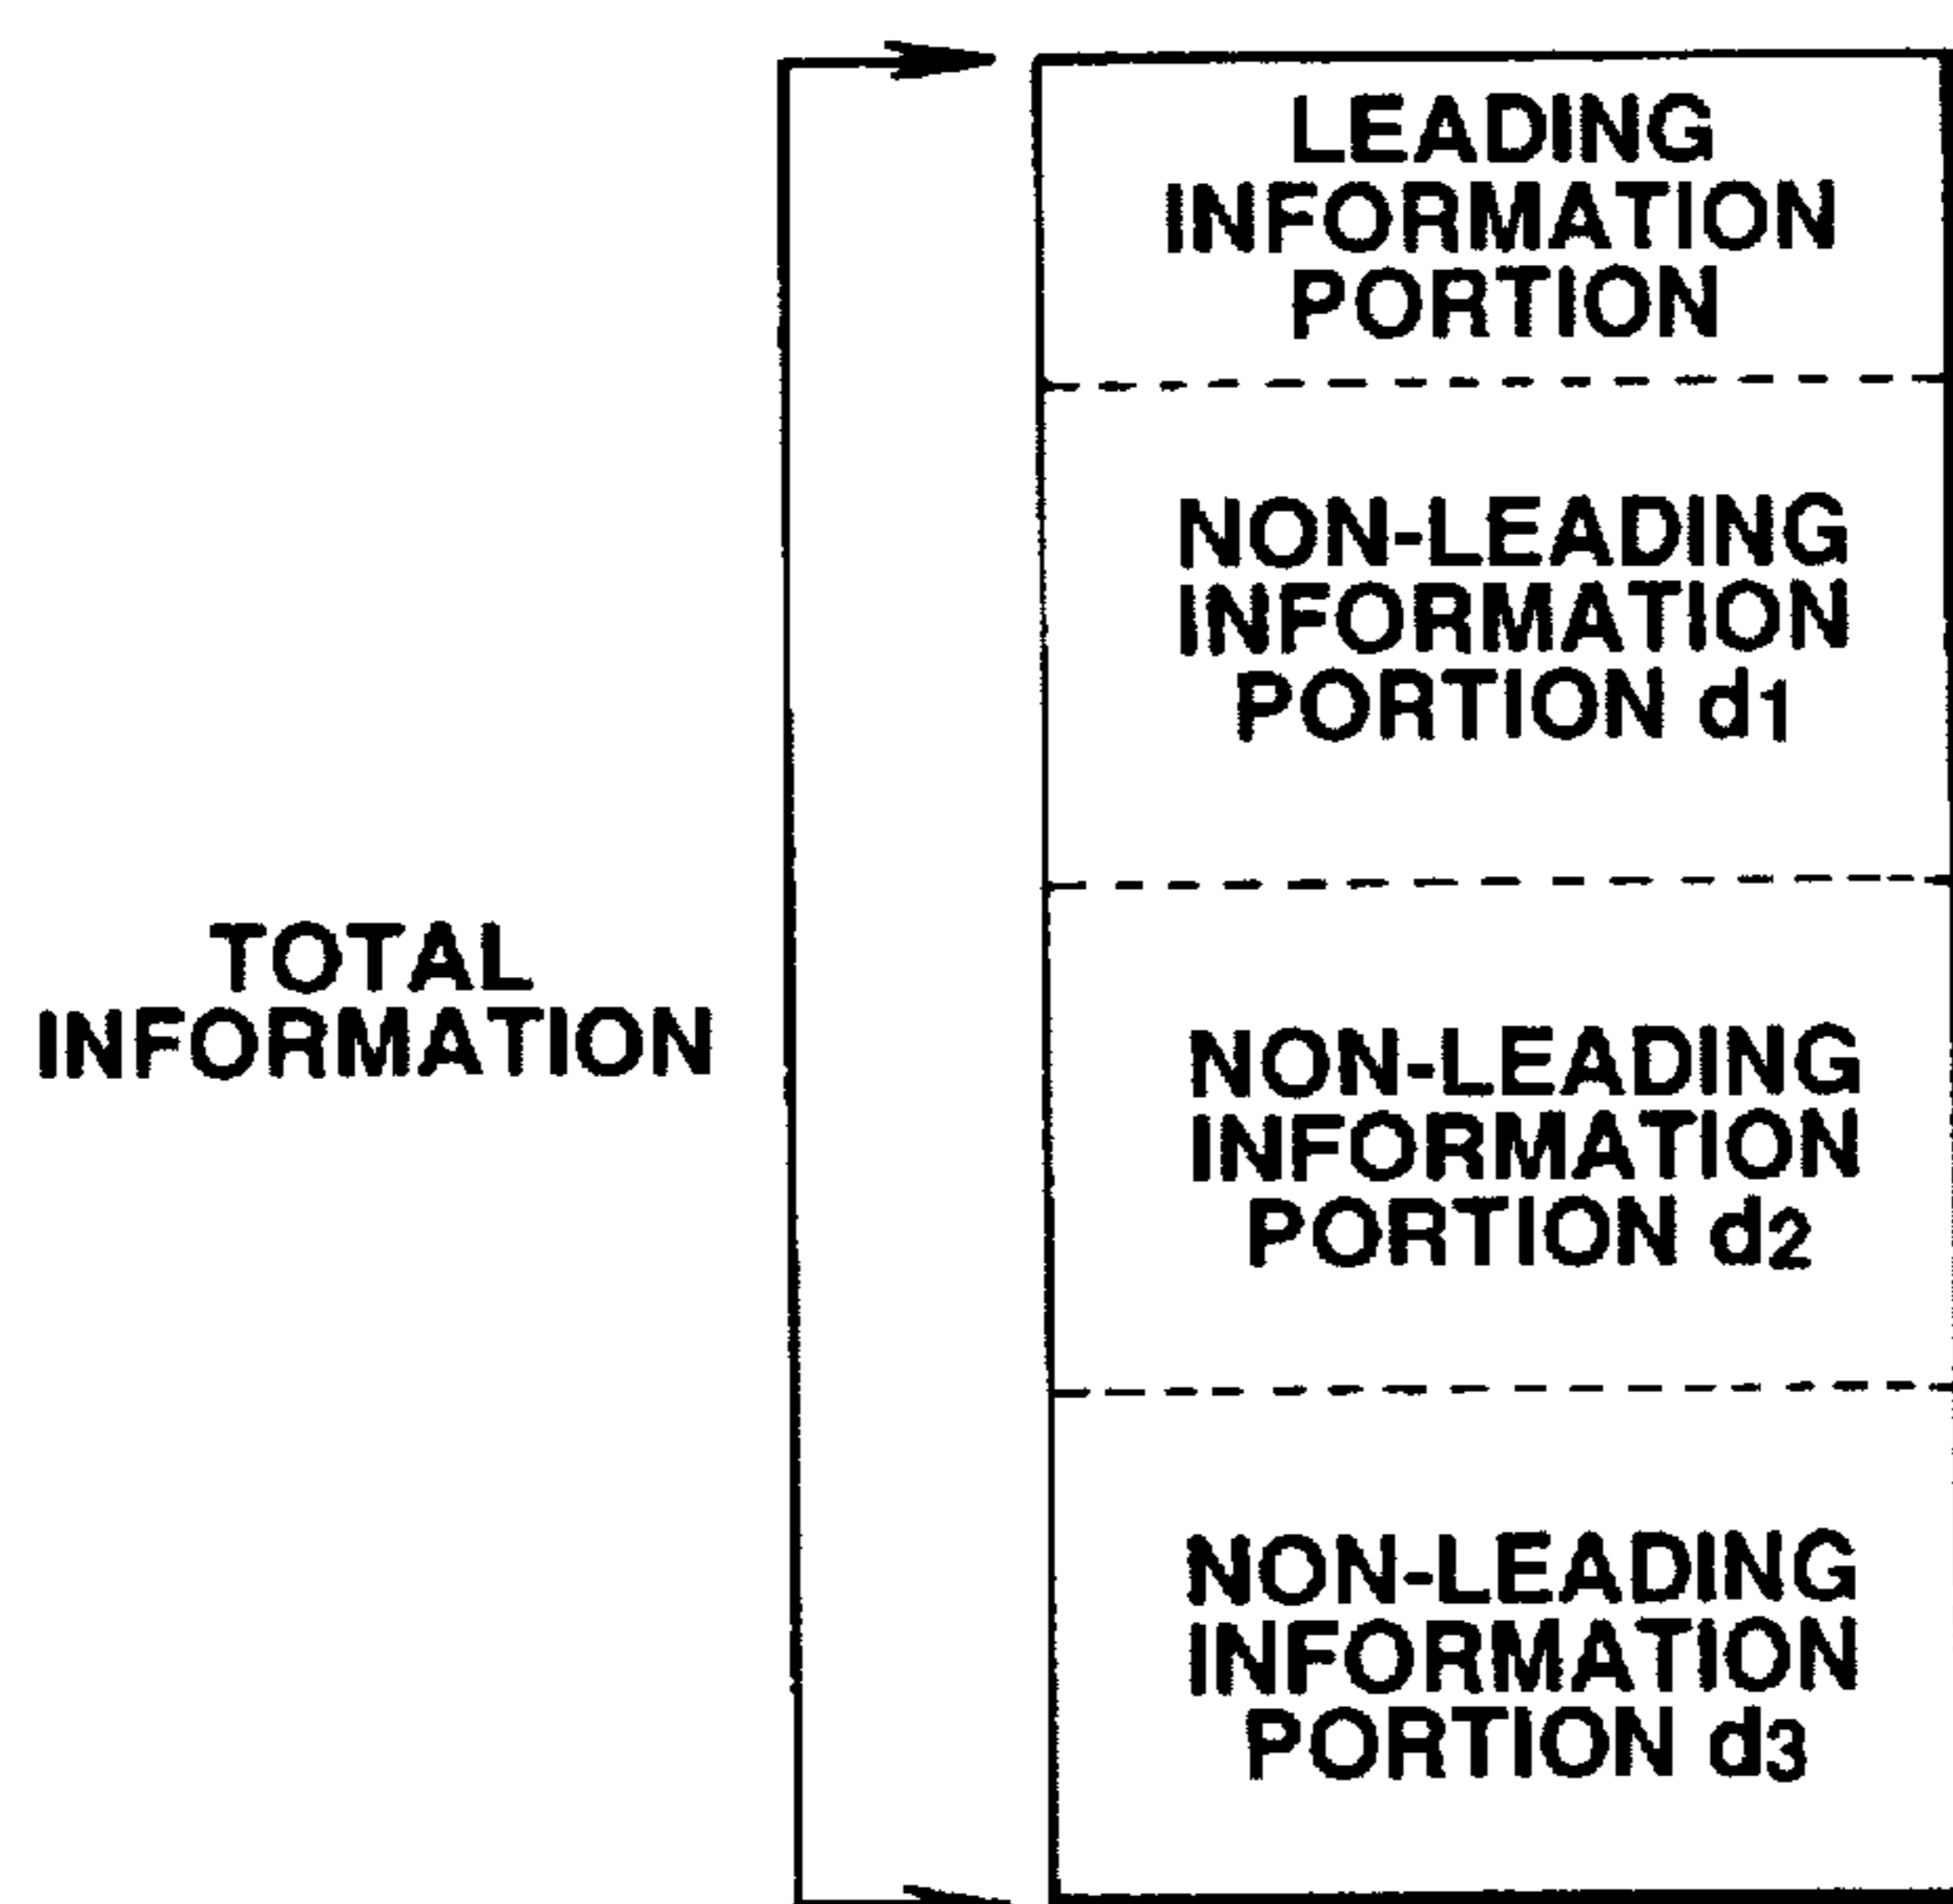 LEADING
INFORMATION
PORTION
NON-LEADING
INFORMATION
PORTION d1
TOTAL
INFORMATION
NON-LEADING
INFORMATION
PORTION d2
NON-LEADING
INFORMATION
PORTION d3